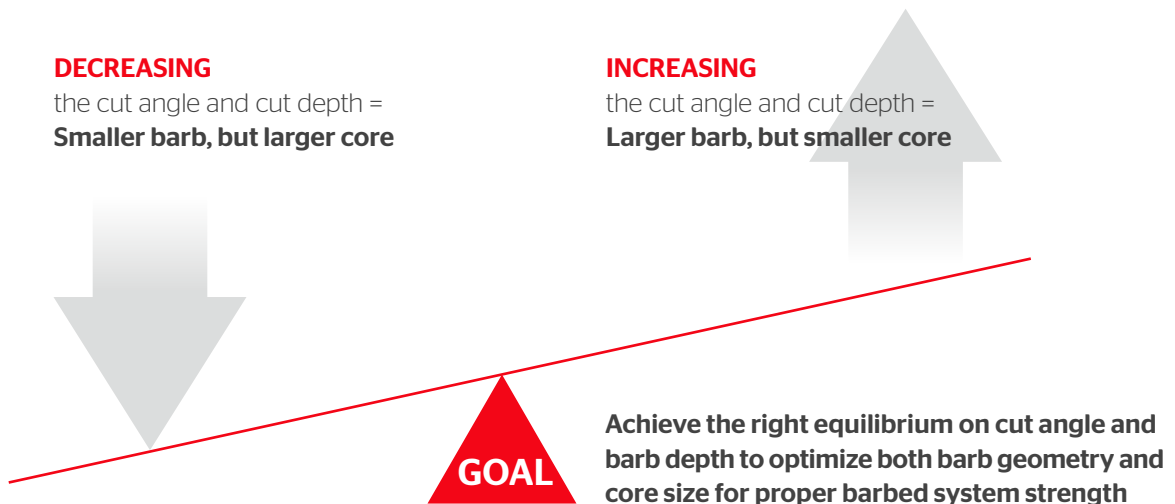 DECREASING
the cut angle and cut depth =
Smaller barb, but larger core
INCREASING
the cut angle and cut depth =
Larger barb, but smaller core
GOAL
Achieve the right equilibrium on cut angle and
barb depth to optimize both barb geometry and
core size for proper barbed system strength